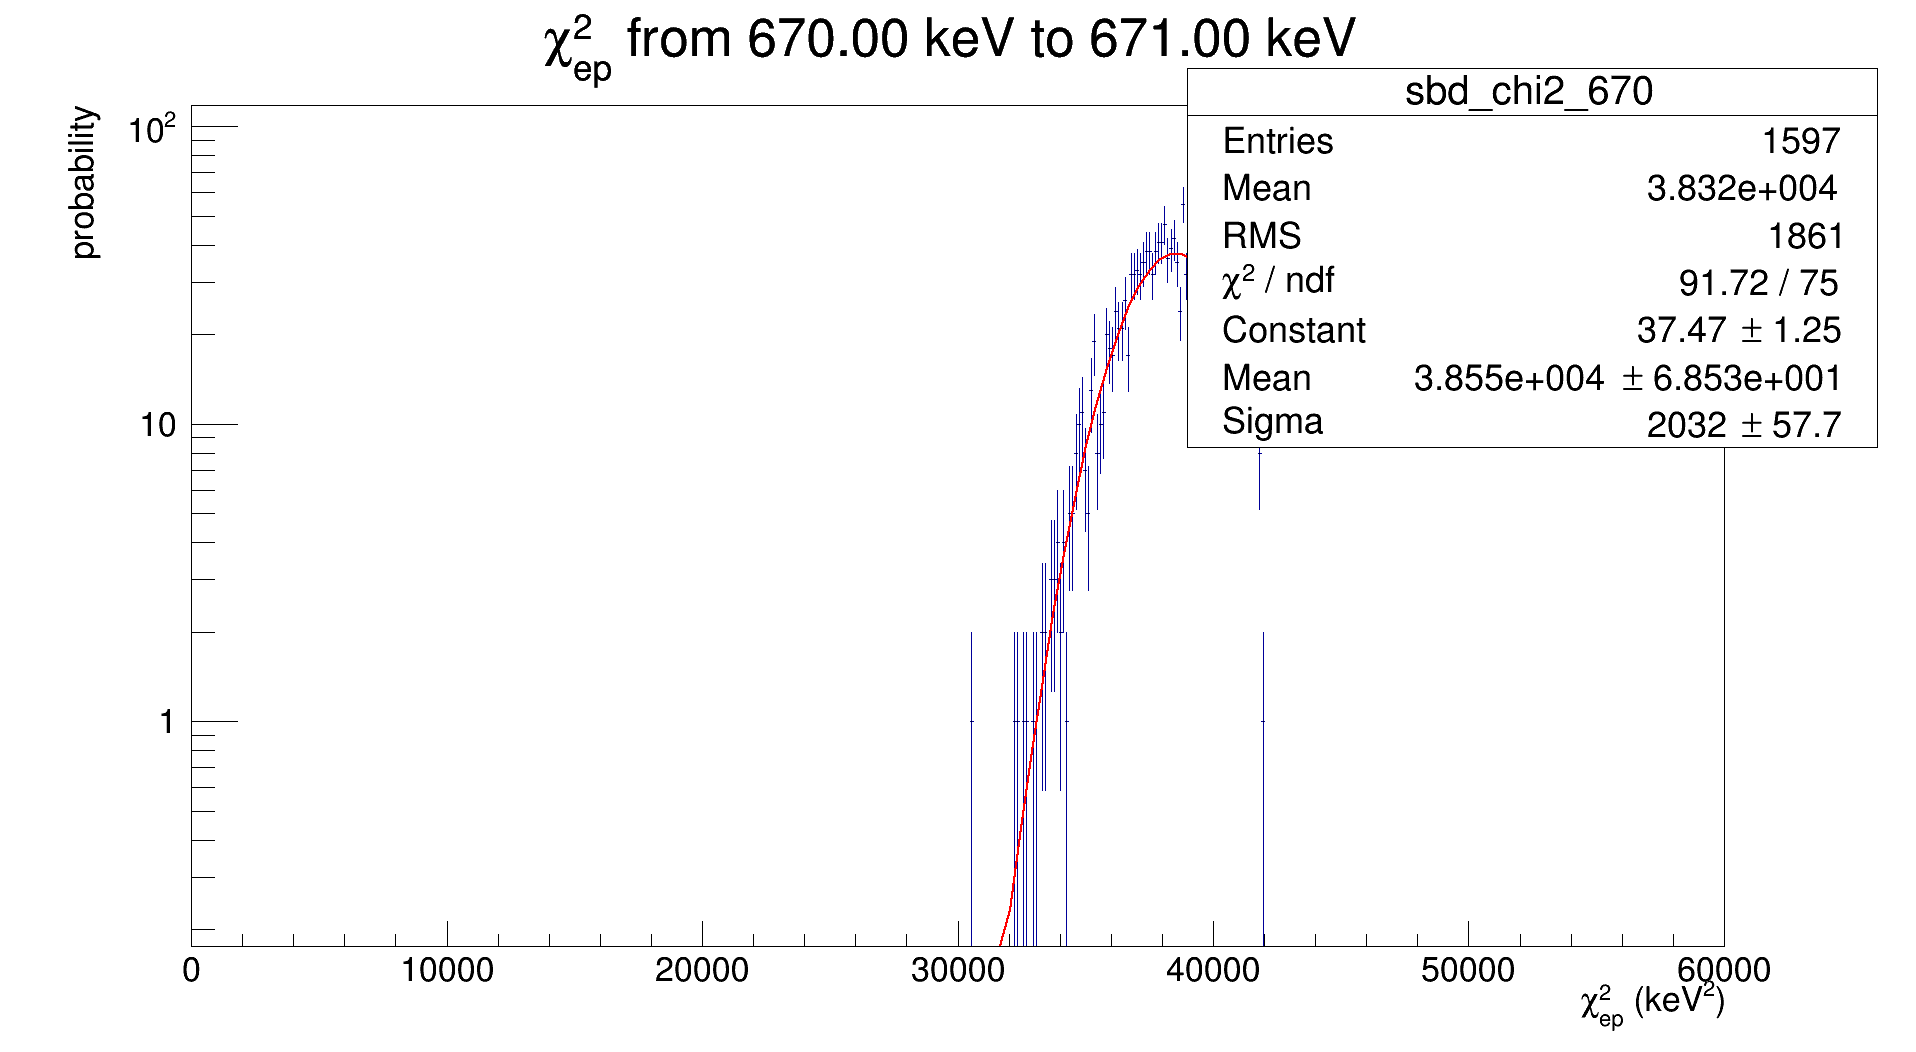 χ²ep from 670.00 keV to 671.00 keV
probability
sbd_chi2_670
Entries 1597
Mean 3.832e+004
RMS 1861
χ² / ndf 91.72 / 75
Constant 37.47 ± 1.25
Mean 3.855e+004 ± 6.853e+001
Sigma 2032 ± 57.7
10²
10
1
0 10000 20000 30000 40000 50000 60000
χ²ep (keV²)